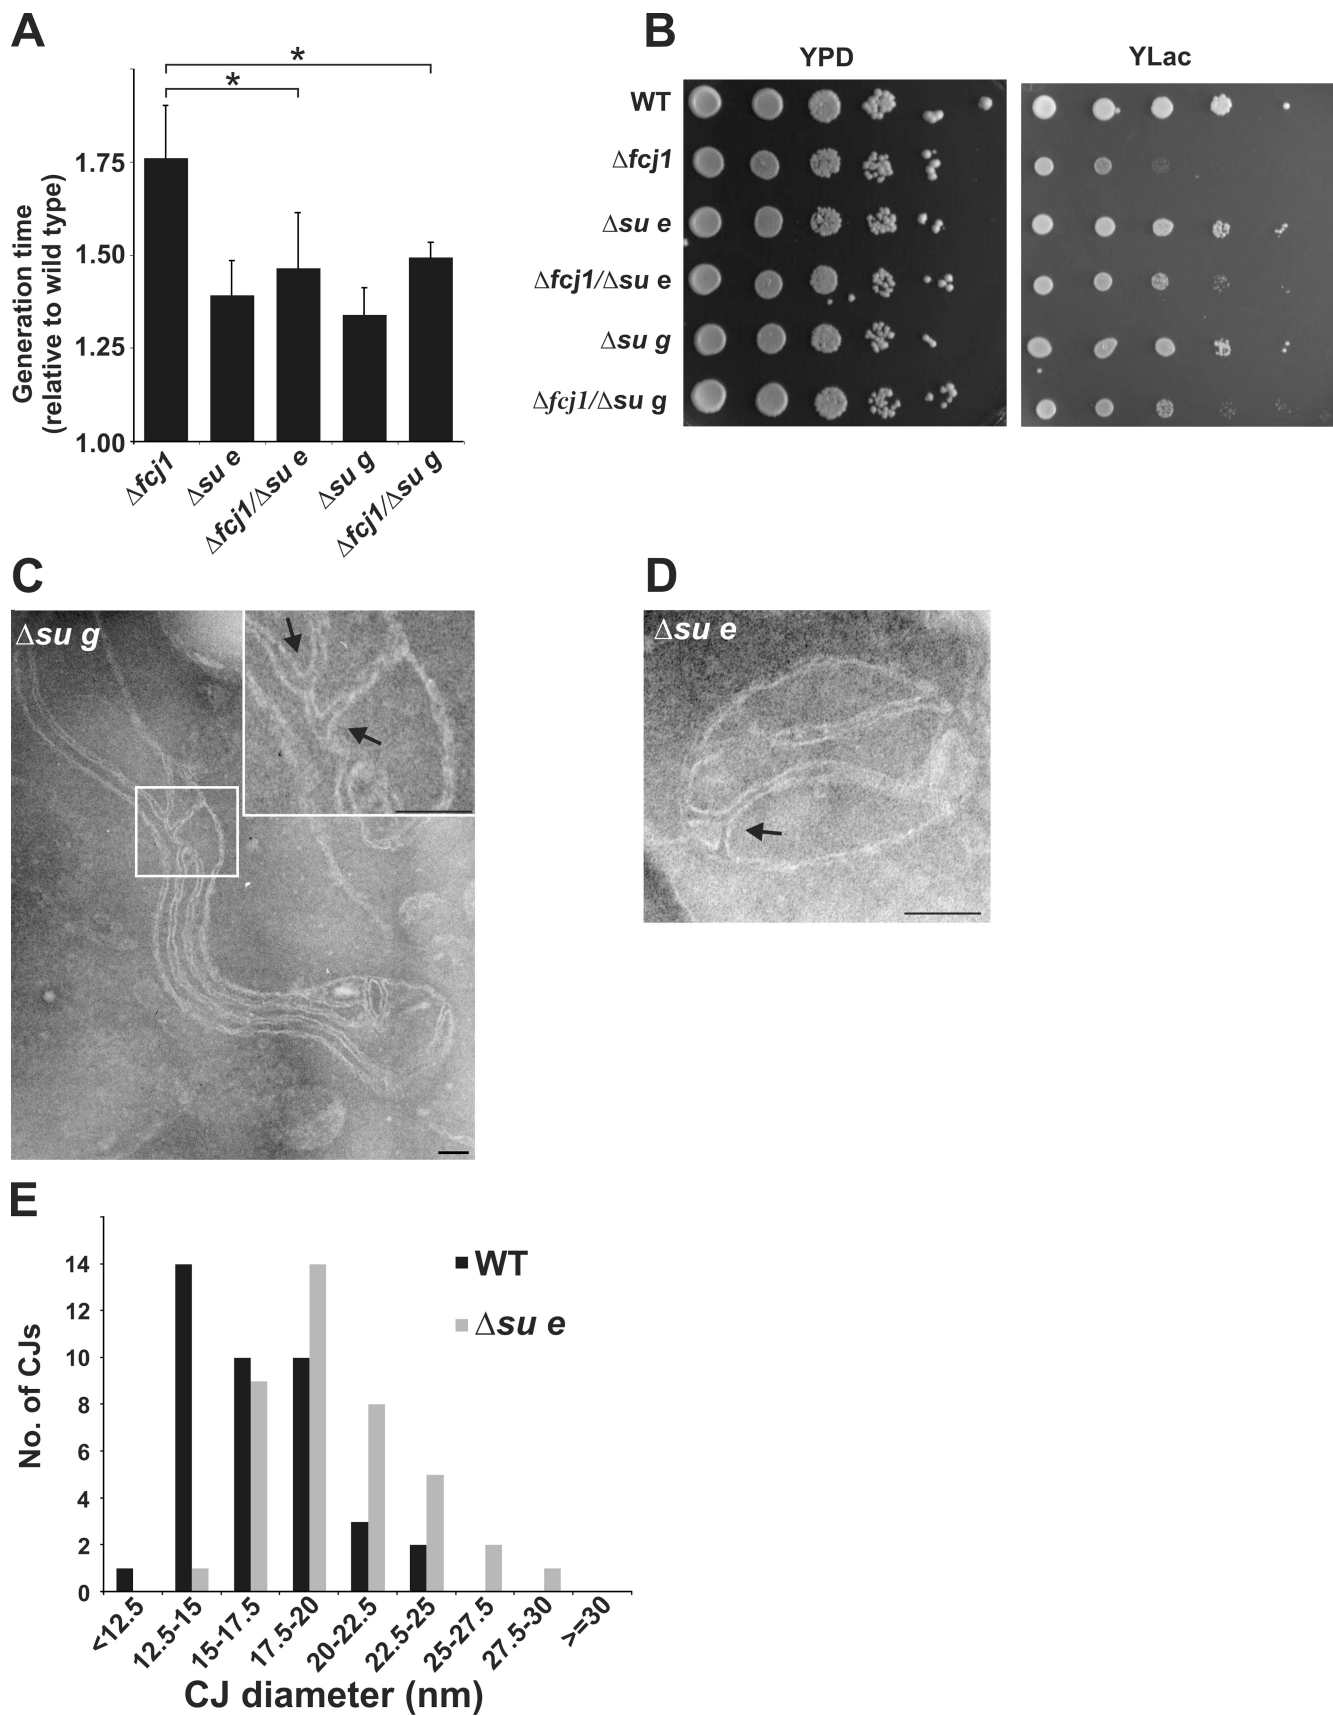 A
Generation time
(relative to wild type)
1.75
1.50
1.25
1.00
*
*
Δfcj1
Δsu e
Δfcj1/Δsu e
Δsu g
Δfcj1/Δsu g
B
YPD
YLac
WT
Δfcj1
Δsu e
Δfcj1/Δsu e
Δsu g
Δfcj1/Δsu g
C
Δsu g
D
Δsu e
E
No. of CJs
14
12
10
8
6
4
2
0
WT
Δsu e
<12.5
12.5-15
15-17.5
17.5-20
20-22.5
22.5-25
25-27.5
27.5-30
>=30
CJ diameter (nm)